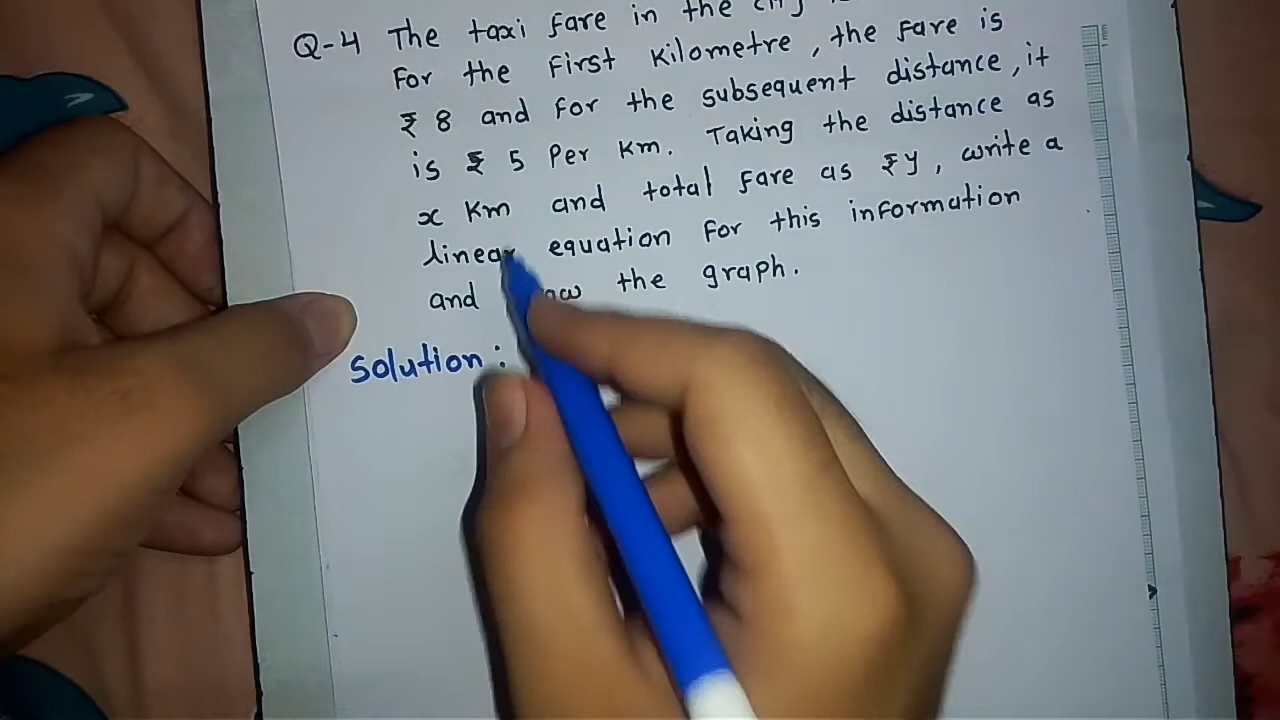 Q-4 The taxi fare in the city
For the First Kilometre, the fare is
₹ 8 and for the subsequent distance, it
is ₹ 5 Per Km. Taking the distance as
x Km and total fare as ₹y, write a
linear equation for this information
and the graph.
Solution: